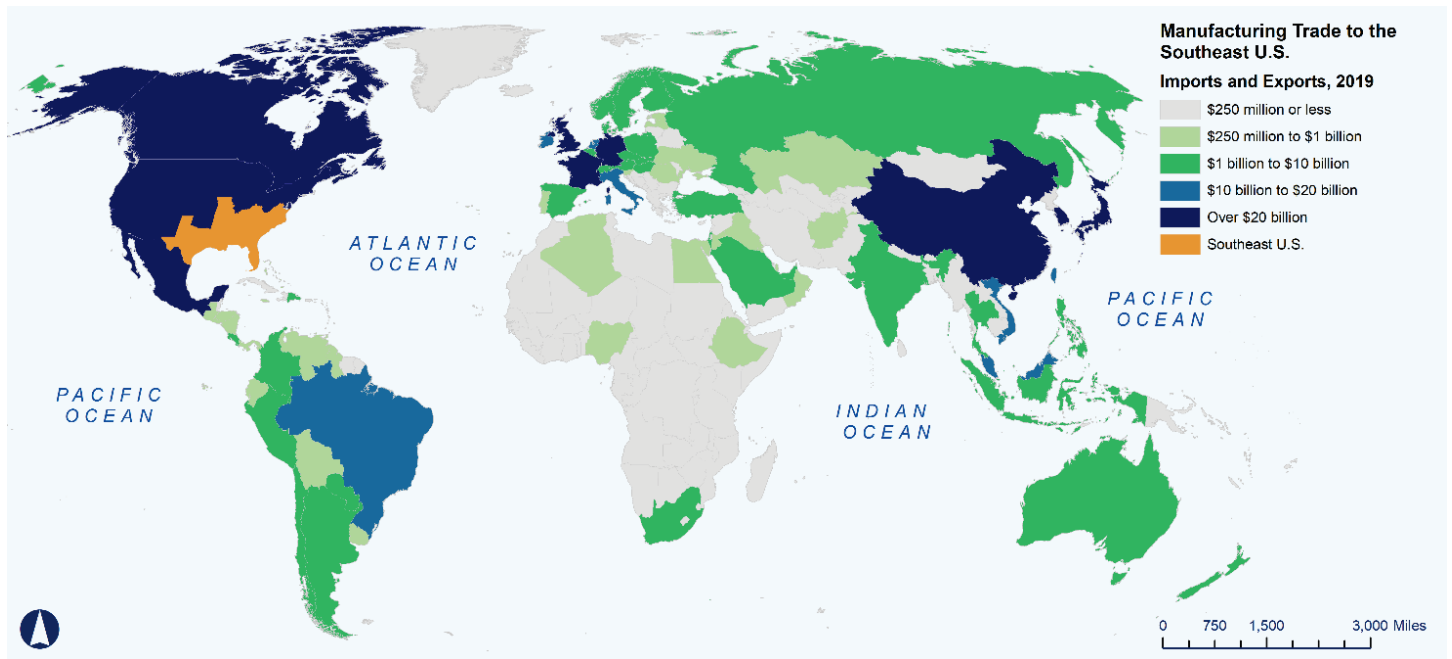 Manufacturing Trade to the
Southeast U.S.
Imports and Exports, 2019
$250 million or less
$250 million to $1 billion
$1 billion to $10 billion
$10 billion to $20 billion
Over $20 billion
Southeast U.S.
ATLANTIC
OCEAN
PACIFIC
OCEAN
PACIFIC
OCEAN
INDIAN
OCEAN
0 750 1,500 3,000 Miles